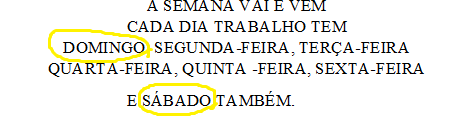 A SEMANA VAI E VEM
CADA DIA TRABALHO TEM
DOMINGO SEGUNDA-FEIRA, TERÇA-FEIRA
QUARTA-FEIRA, QUINTA -FEIRA, SEXTA-FEIRA
E SÁBADO TAMBÉM.